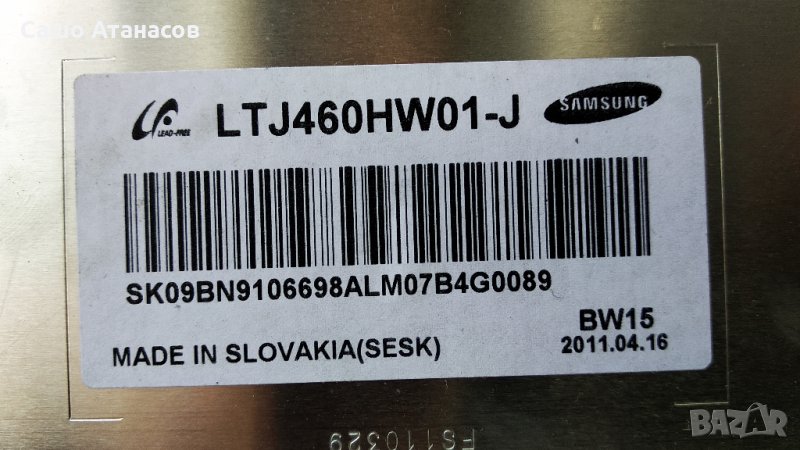 Сашо Атанасов
LEAD-FREE
LTJ460HW01-J
SAMSUNG
SK09BN9106698ALM07B4G0089
BW15
MADE IN SLOVAKIA(SESK)
2011.04.16
FS110329
BAZAR